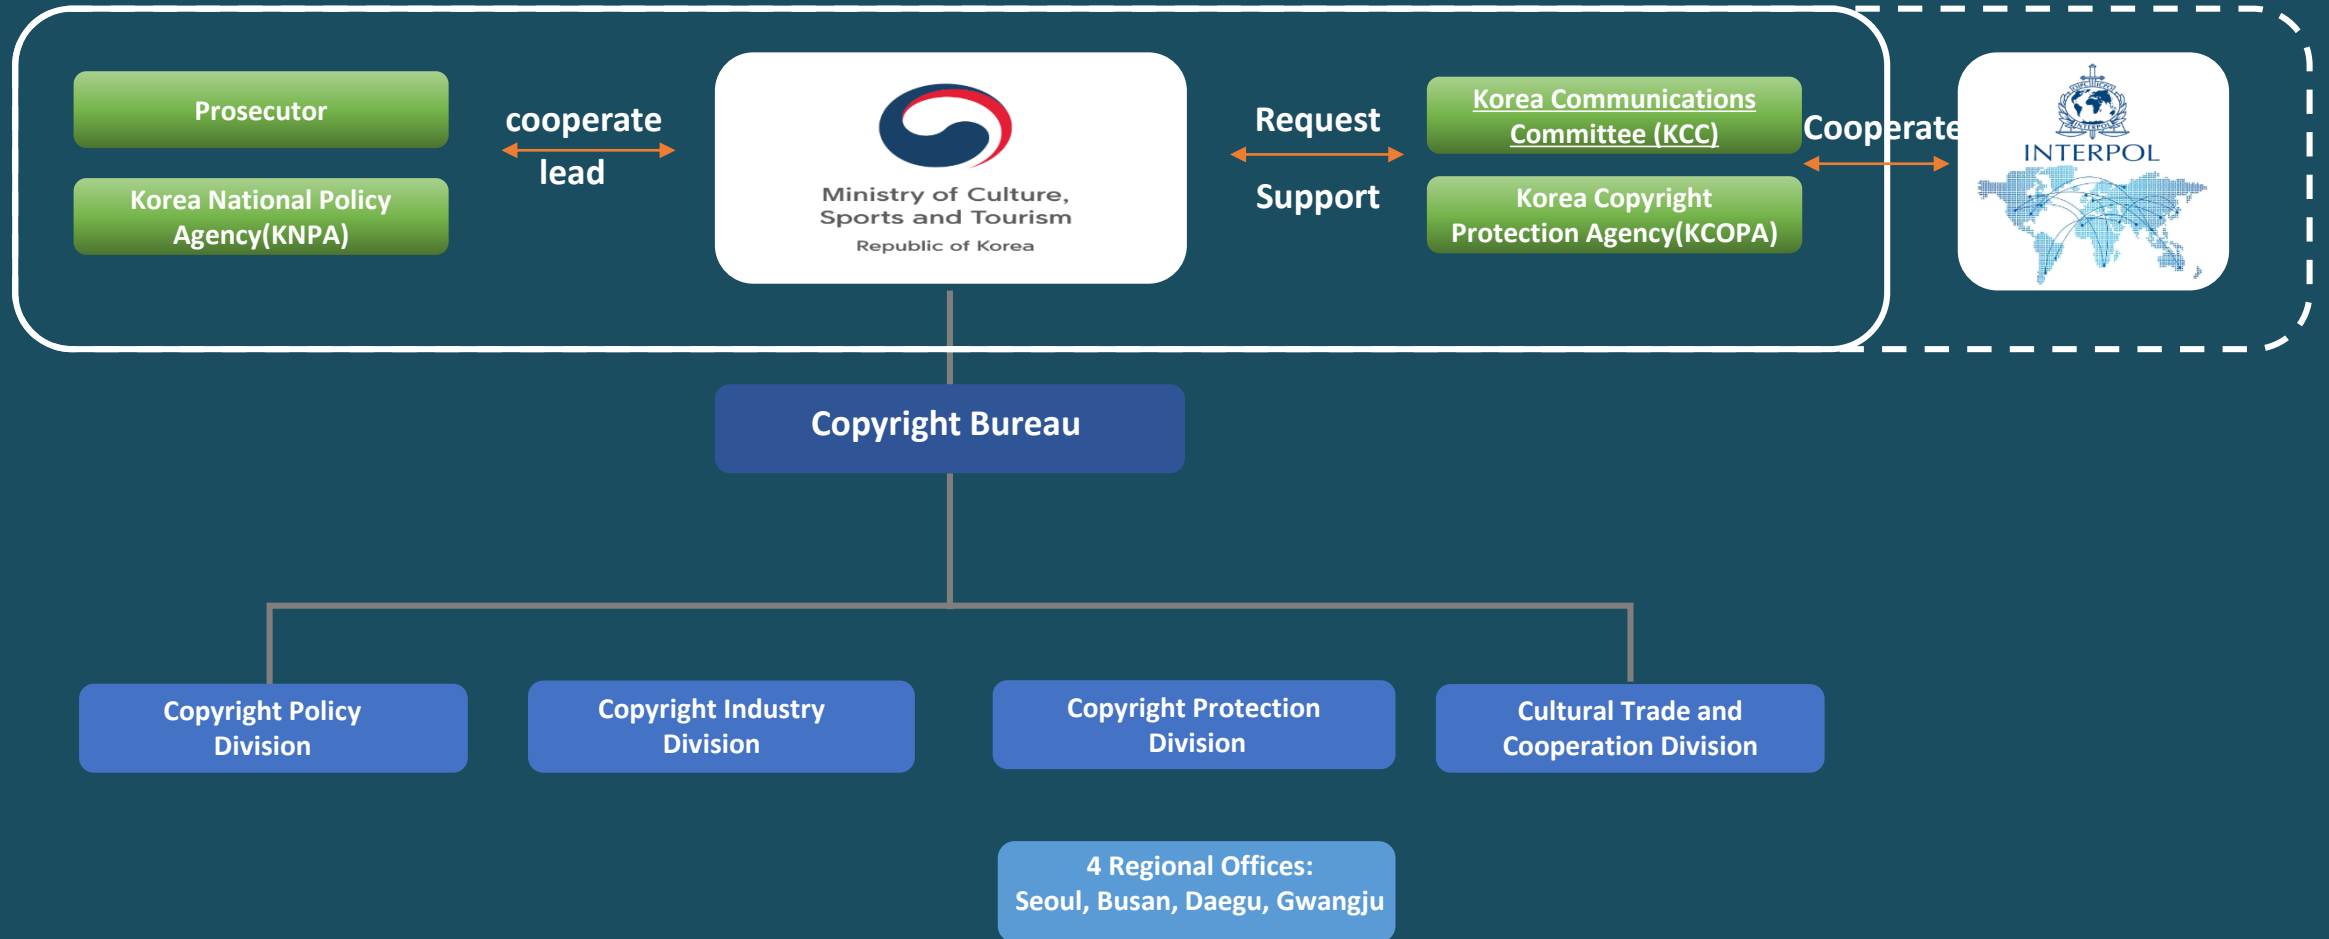 Prosecutor
Korea National Policy
Agency(KNPA)
cooperate
lead
Ministry of Culture,
Sports and Tourism
Republic of Korea
Request
Support
Korea Communications
Committee (KCC)
Korea Copyright
Protection Agency(KCOPA)
Cooperate
INTERPOL
Copyright Bureau
Copyright Policy
Division
Copyright Industry
Division
Copyright Protection
Division
Cultural Trade and
Cooperation Division
4 Regional Offices:
Seoul, Busan, Daegu, Gwangju